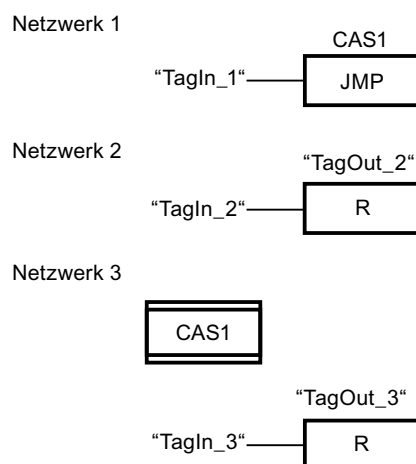 Netzwerk 1
CAS1
“TagIn_1“ JMP
Netzwerk 2
“TagOut_2“
“TagIn_2“ R
Netzwerk 3
CAS1
“TagOut_3“
“TagIn_3“ R